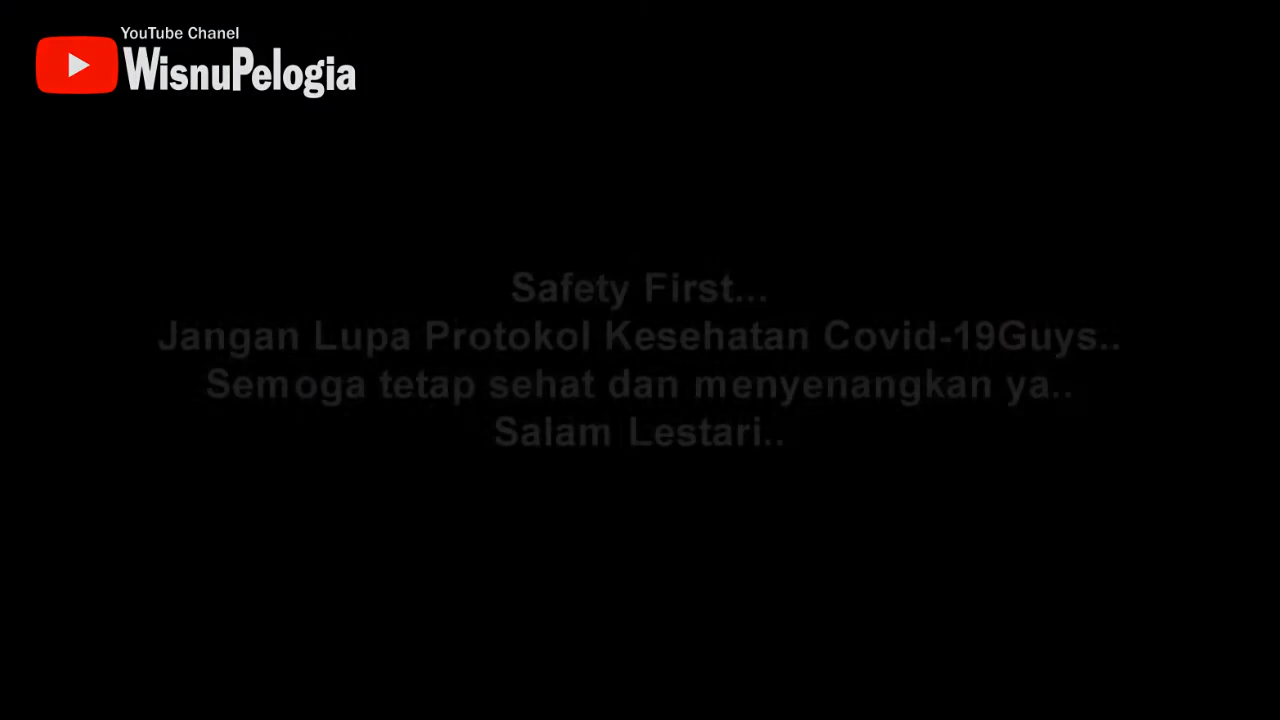 YouTube Chanel
WisnuPelogia
Safety First...
Jangan Lupa Protokol Kesehatan Covid-19Guys..
Semoga tetap sehat dan menyenangkan ya..
Salam Lestari..